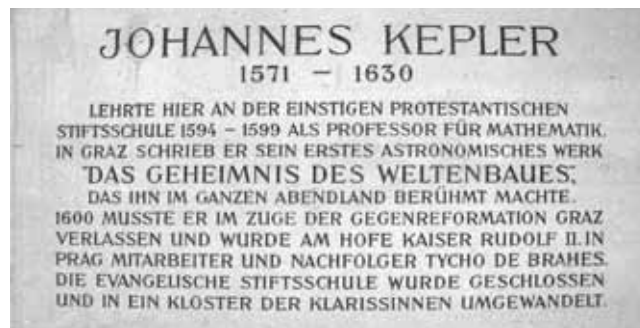 JOHANNES KEPLER
1571 – 1630
LEHRTE HIER AN DER EINSTIGEN PROTESTANTISCHEN
STIFTSSCHULE 1594 – 1599 ALS PROFESSOR FÜR MATHEMATIK.
IN GRAZ SCHRIEB ER SEIN ERSTES ASTRONOMISCHES WERK
"DAS GEHEIMNIS DES WELTENBAUES",
DAS IHN IM GANZEN ABENDLAND BERÜHMT MACHTE.
1600 MUSSTE ER IM ZUGE DER GEGENREFORMATION GRAZ
VERLASSEN UND WURDE AM HOFE KAISER RUDOLF II. IN
PRAG MITARBEITER UND NACHFOLGER TYCHO DE BRAHES.
DIE EVANGELISCHE STIFTSSCHULE WURDE GESCHLOSSEN
UND IN EIN KLOSTER DER KLARISSINNEN UMGEWANDELT.